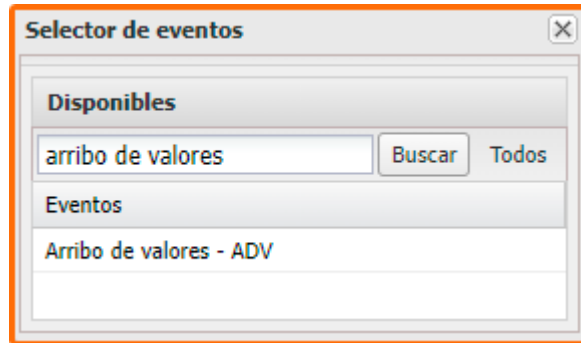 Selector de eventos
Disponibles
arribo de valores Buscar Todos
Eventos
Arribo de valores - ADV